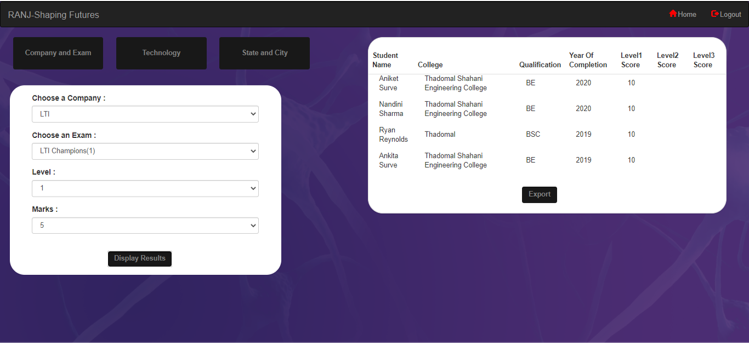 RANJ-Shaping Futures
Home
Logout
Company and Exam
Technology
State and City
Choose a Company :
LTI
Choose an Exam :
LTI Champions(1)
Level :
1
Marks :
5
Display Results
Student Name College Qualification Year Of Completion Level1 Score Level2 Score Level3 Score
Aniket Surve Thadomal Shahani Engineering College BE 2020 10
Nandini Sharma Thadomal Shahani Engineering College BE 2020 10
Ryan Reynolds Thadomal BSC 2019 10
Ankita Surve Thadomal Shahani Engineering College BE 2019 10
Export